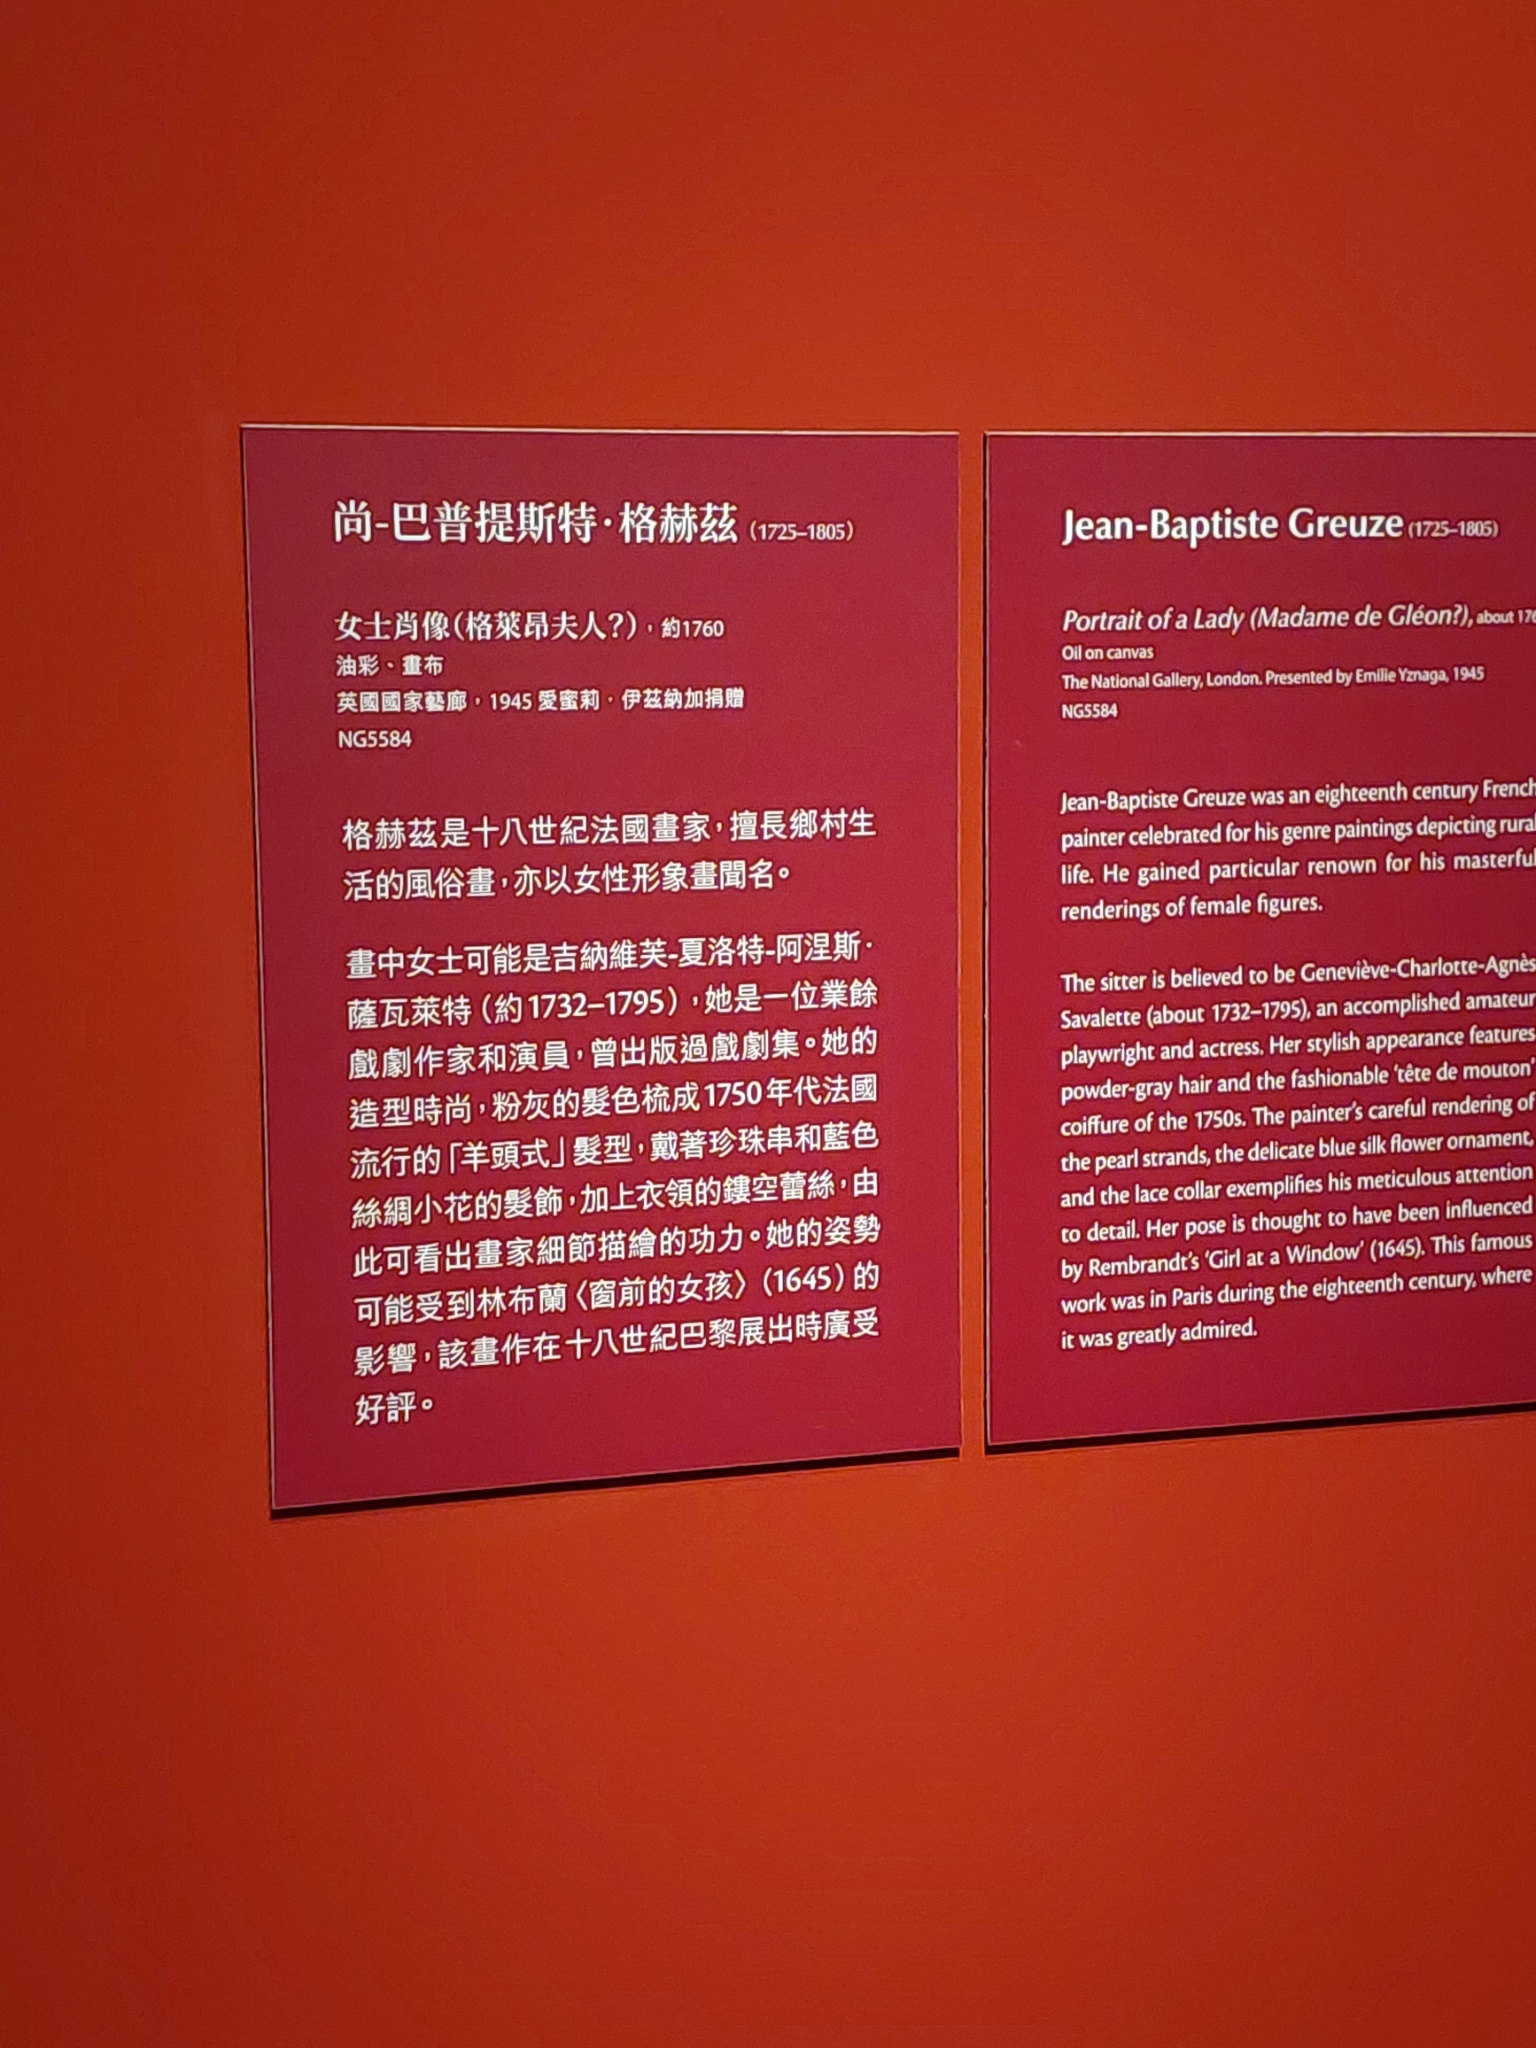 尚-巴普提斯特·格赫茲 (1725–1805)
女士肖像(格萊昂夫人?)，約1760
油彩、畫布
英國國家藝廊，1945 愛蜜莉·伊茲納加捐贈
NG5584
格赫茲是十八世紀法國畫家，擅長鄉村生
活的風俗畫，亦以女性形象畫聞名。
畫中女士可能是吉納維芙-夏洛特-阿涅斯·
薩瓦萊特（約1732–1795），她是一位業餘
戲劇作家和演員，曾出版過戲劇集。她的
造型時尚，粉灰的髮色梳成1750年代法國
流行的「羊頭式」髮型，戴著珍珠串和藍色
絲綢小花的髮飾，加上衣領的鏤空蕾絲，由
此可看出畫家細節描繪的功力。她的姿勢
可能受到林布蘭〈窗前的女孩〉（1645）的
影響，該畫作在十八世紀巴黎展出時廣受
好評。
Jean-Baptiste Greuze (1725–1805)
Portrait of a Lady (Madame de Gléon?), about 176
Oil on canvas
The National Gallery, London. Presented by Emilie Yznaga, 1945
NG5584
Jean-Baptiste Greuze was an eighteenth century French
painter celebrated for his genre paintings depicting rural
life. He gained particular renown for his masterful
renderings of female figures.
The sitter is believed to be Geneviève-Charlotte-Agnès
Savalette (about 1732–1795), an accomplished amateur
playwright and actress. Her stylish appearance features
powder-gray hair and the fashionable ‘tête de mouton’
coiffure of the 1750s. The painter’s careful rendering of
the pearl strands, the delicate blue silk flower ornament,
and the lace collar exemplifies his meticulous attention
to detail. Her pose is thought to have been influenced
by Rembrandt’s ‘Girl at a Window’ (1645). This famous
work was in Paris during the eighteenth century, where
it was greatly admired.